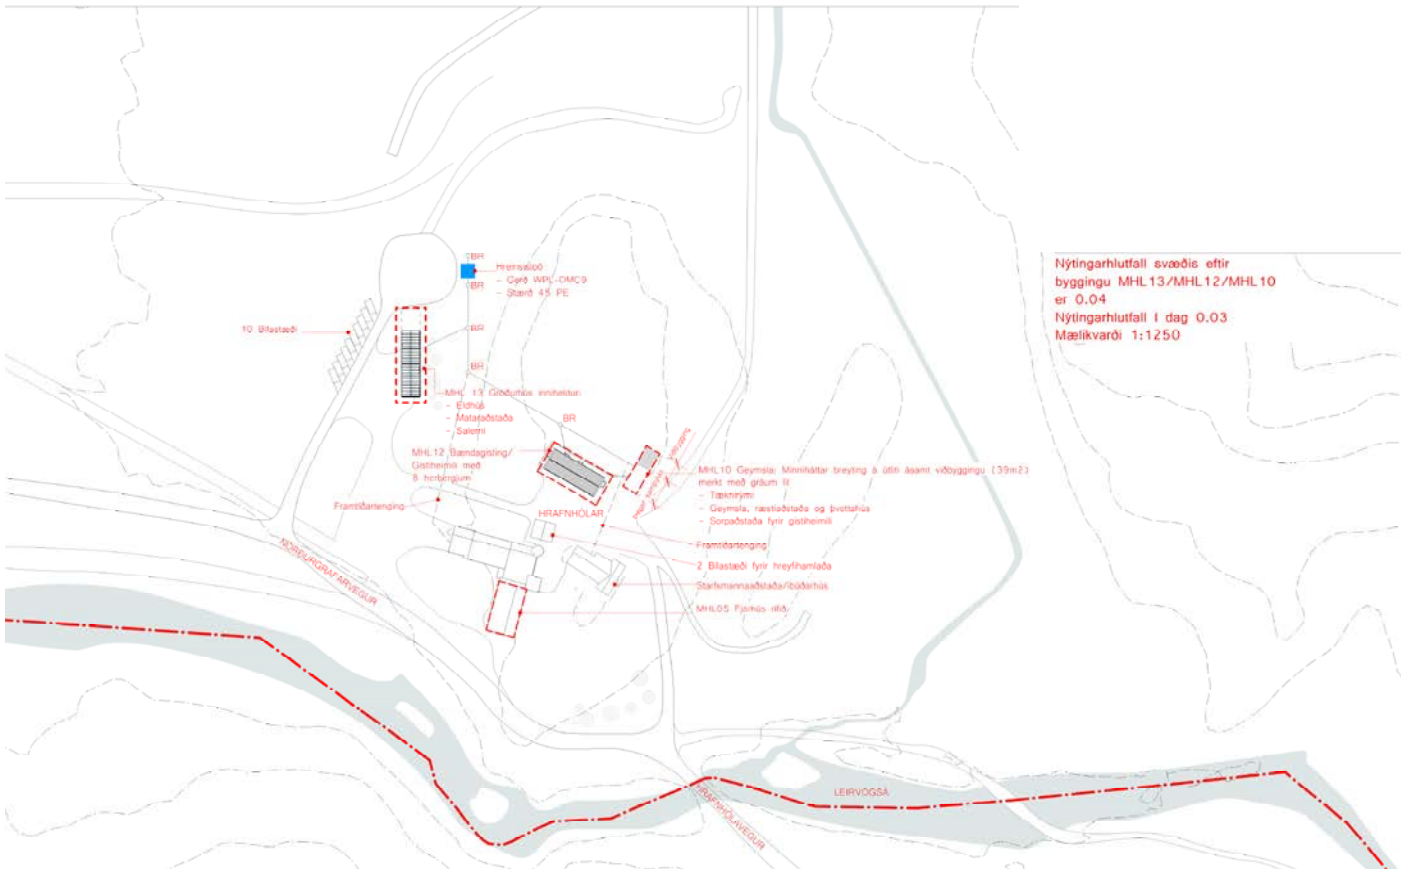 BR
Hreinsistöð
- Gerð WPL-DMC9
- Stærð 45 PE
BR
10 Bílastæði
BR
BR
MHL 13 Gróðurhús inniheldur:
- Eldhús
- Mataraðstaða
- Salerni
BR
MHL12 Bændagisting/
Gistiheimili með
8 herbergjum
Viðbygging
MHL10 Geymsla: Minniháttar breyting á útliti ásamt viðbyggingu (39m2)
merkt með gráum lit
- Tæknirými
- Geymsla, ræstiaðstaða og þvottahús
- Sorpaðstaða fyrir gistiheimili
Framtíðartenging
HRAFNHÓLAR
Framtíðartenging
2 Bílastæði fyrir hreyfihamlaða
Starfsmannaaðstaða/íbúðarhús
MHL05 Fjárhús rifið
NORÐURGRAFARVEGUR
HRAFNHÓLAVEGUR
LEIRVOGSÁ
Nýtingarhlutfall svæðis eftir
byggingu MHL13/MHL12/MHL10
er 0.04
Nýtingarhlutfall í dag 0.03
Mælikvarði 1:1250